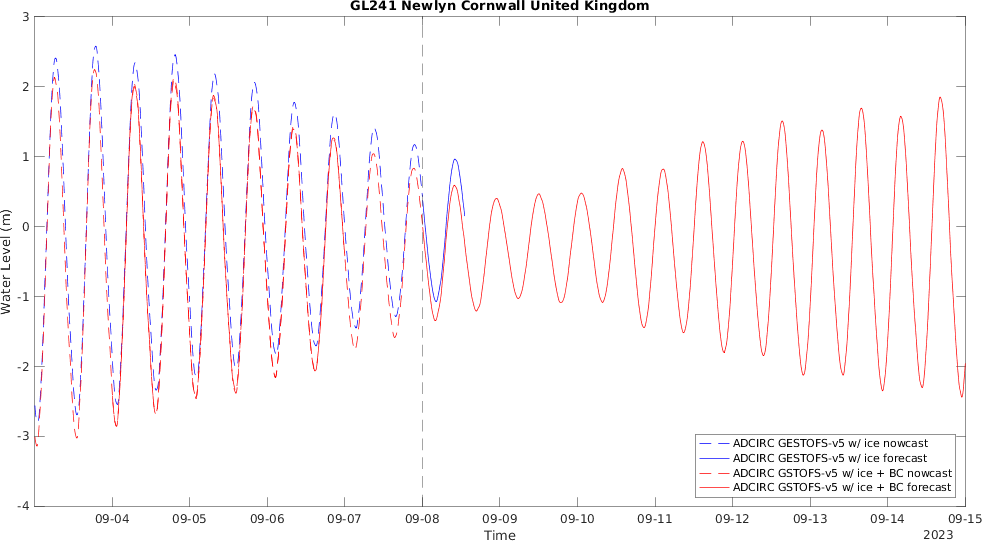 GL241 Newlyn Cornwall United Kingdom
3
2
1
0
-1
-2
-3
-4
Water Level (m)
ADCIRC GESTOFS-v5 w/ ice nowcast
ADCIRC GESTOFS-v5 w/ ice forecast
ADCIRC GSTOFS-v5 w/ ice + BC nowcast
ADCIRC GSTOFS-v5 w/ ice + BC forecast
09-04 09-05 09-06 09-07 09-08 09-09 09-10 09-11 09-12 09-13 09-14 09-15
Time
2023